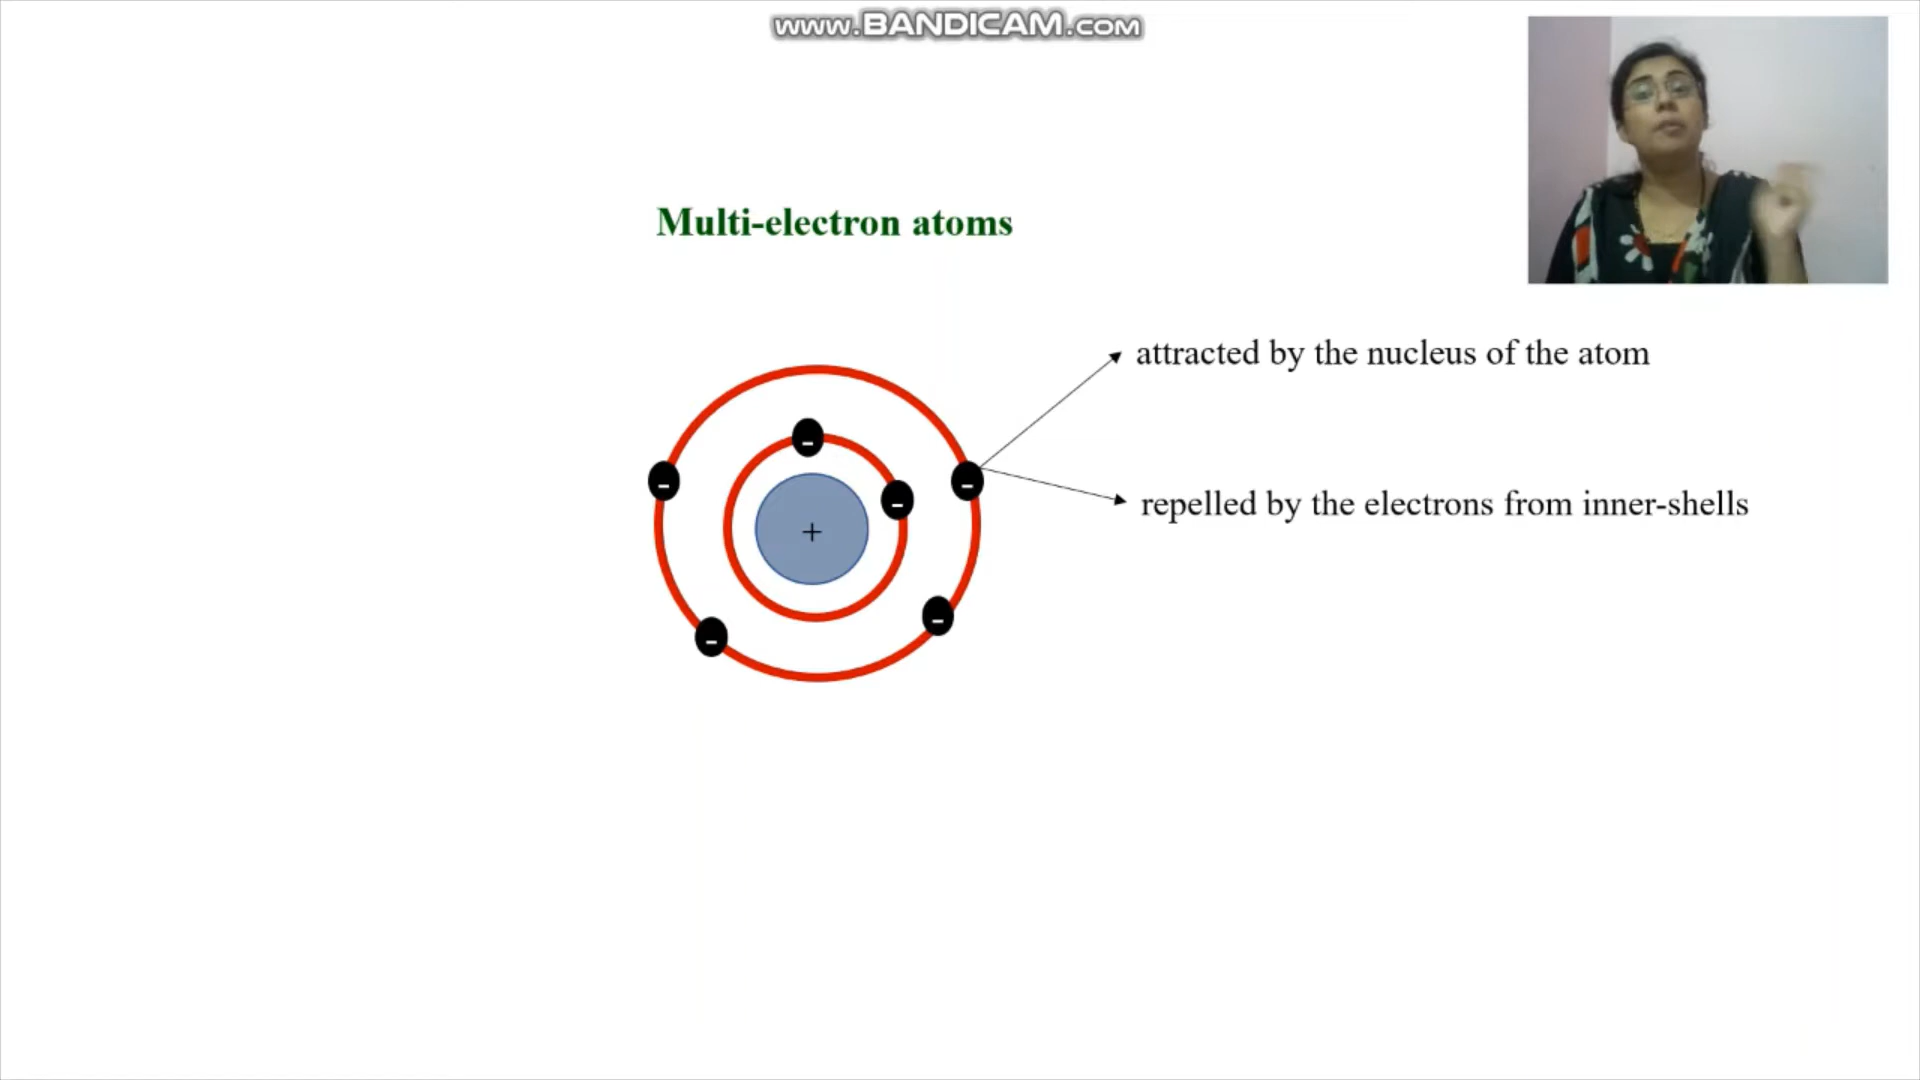 www.BANDICAM.com
Multi-electron atoms
attracted by the nucleus of the atom
-
-
-
-
+
repelled by the electrons from inner-shells
-
-